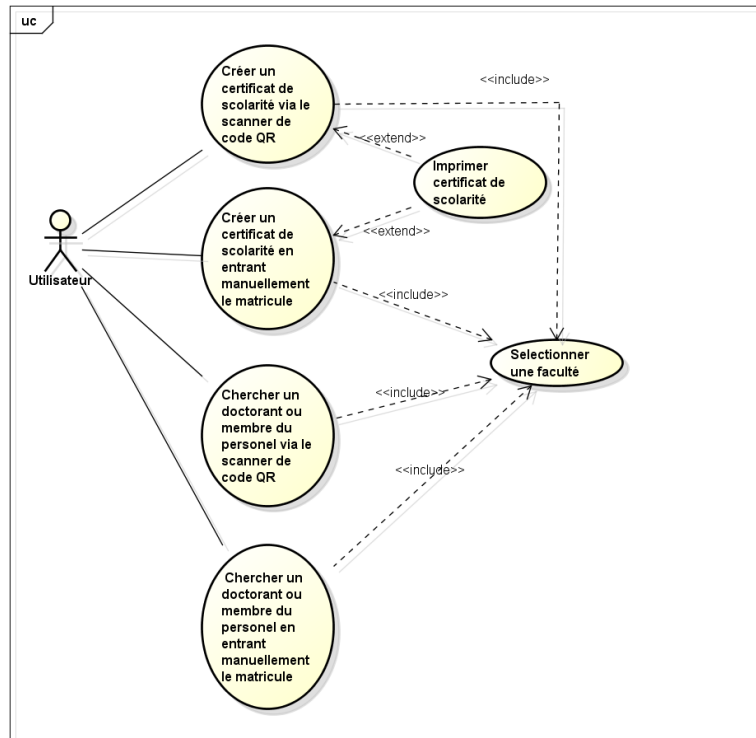 uc
Créer un
certificat de
scolarité via le
scanner de
code QR
<<include>>
<<extend>>
Imprimer
certificat de
scolarité
Créer un
certificat de
scolarité en
entrant
manuellement
le matricule
<<extend>>
Utilisateur
<<include>>
Selectionner
une faculté
Chercher un
doctorant ou
membre du
personel via le
scanner de
code QR
<<include>>
<<include>>
Chercher un
doctorant ou
membre du
personel en
entrant
manuellement
le matricule